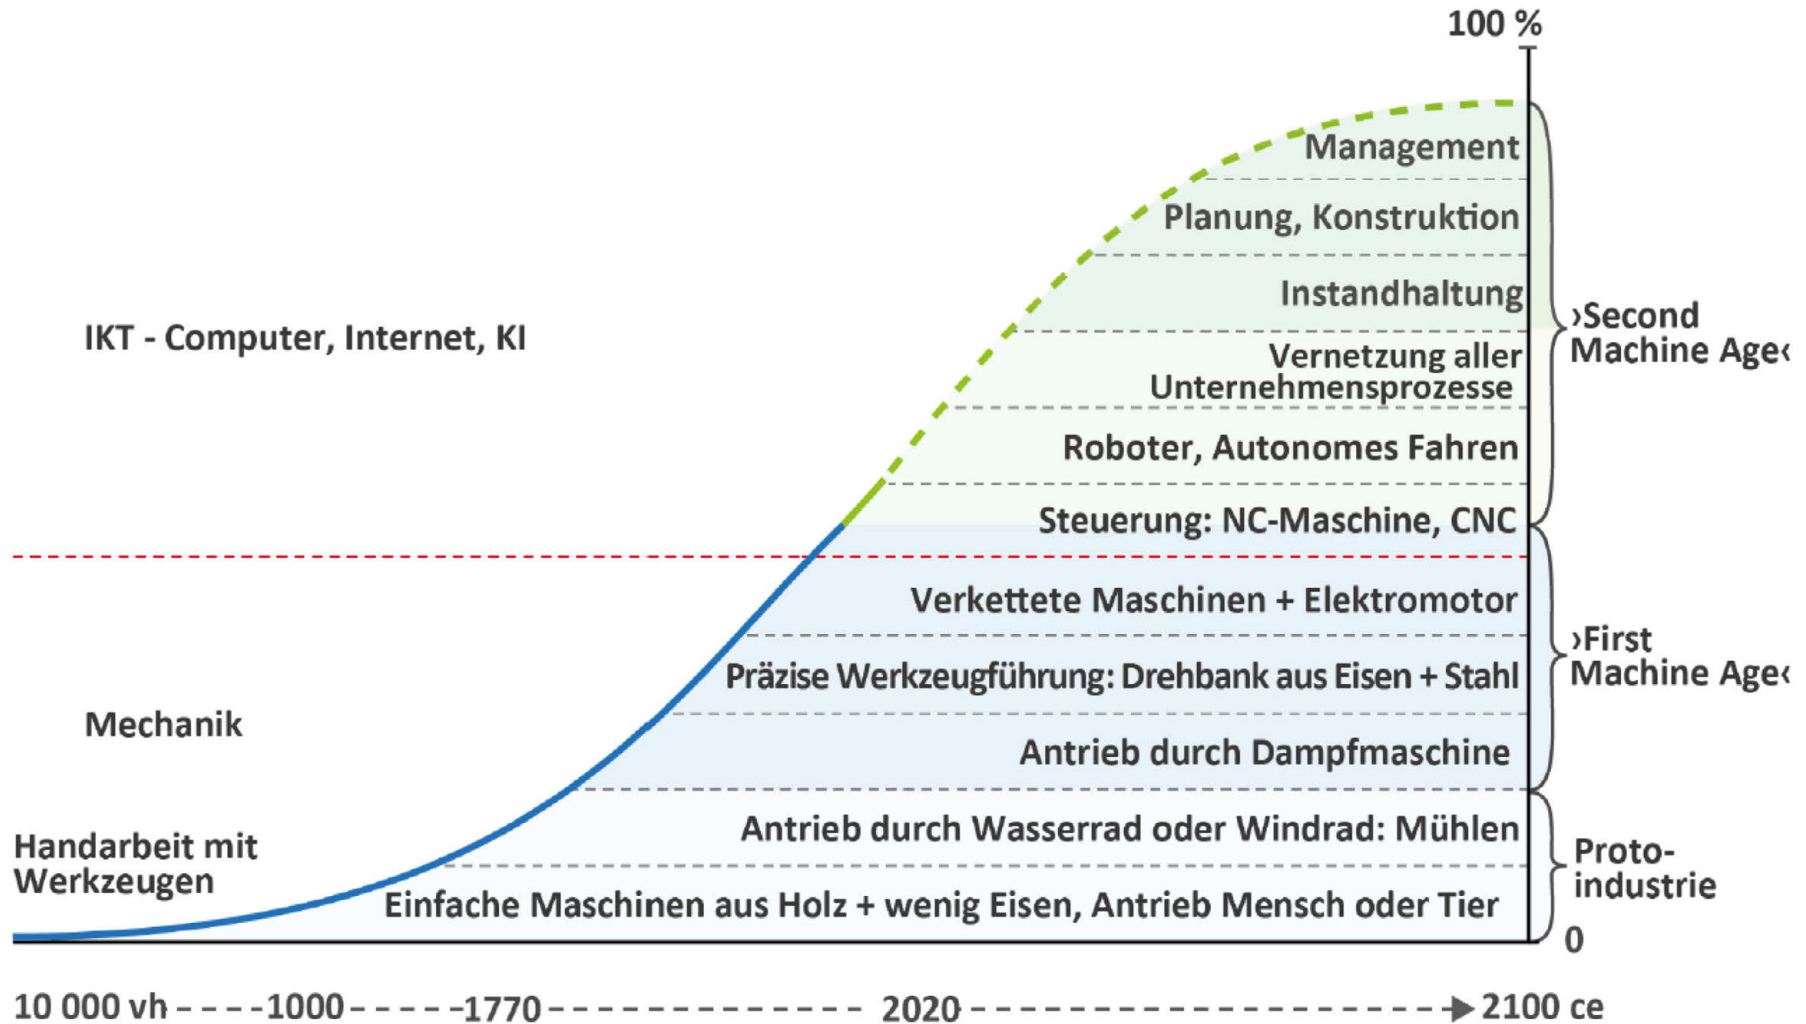 100 %
Management
Planung, Konstruktion
Instandhaltung
›Second
Machine Age‹
IKT - Computer, Internet, KI
Vernetzung aller
Unternehmensprozesse
Roboter, Autonomes Fahren
Steuerung: NC-Maschine, CNC
Verkettete Maschinen + Elektromotor
›First
Machine Age‹
Präzise Werkzeugführung: Drehbank aus Eisen + Stahl
Mechanik
Antrieb durch Dampfmaschine
Antrieb durch Wasserrad oder Windrad: Mühlen
Handarbeit mit
Werkzeugen
Proto-
industrie
Einfache Maschinen aus Holz + wenig Eisen, Antrieb Mensch oder Tier
0
10 000 vh 1000 1770 2020 2100 ce